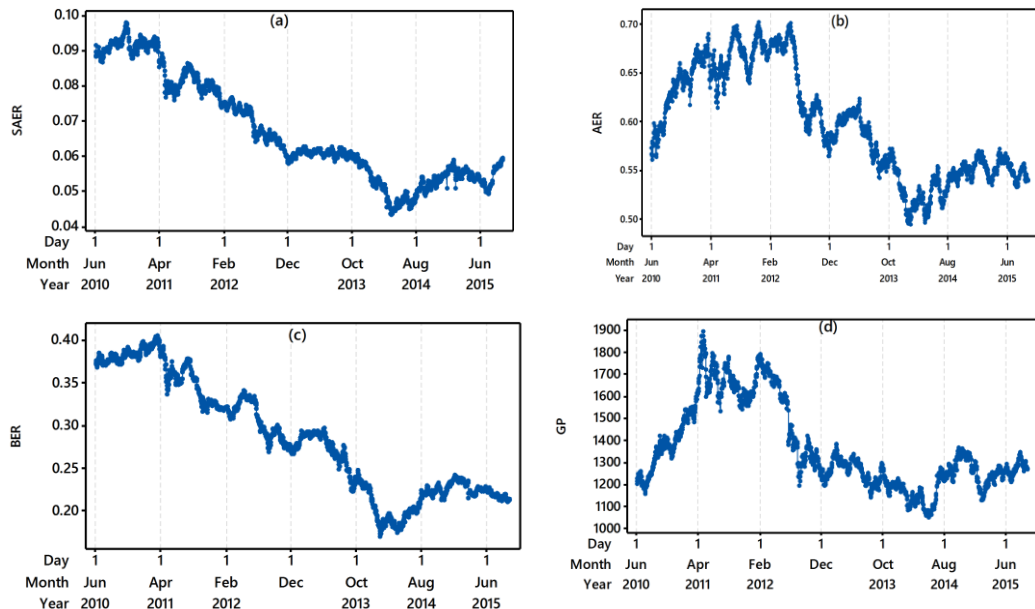 (a)
SAER
0.10
0.09
0.08
0.07
0.06
0.05
0.04
Day 1 1 1 1 1 1 1
Month Jun Apr Feb Dec Oct Aug Jun
Year 2010 2011 2012 2013 2014 2015
(b)
AER
0.70
0.65
0.60
0.55
0.50
Day 1 1 1 1 1 1 1
Month Jun Apr Feb Dec Oct Aug Jun
Year 2010 2011 2012 2013 2014 2015
(c)
BER
0.40
0.35
0.30
0.25
0.20
Day 1 1 1 1 1 1 1
Month Jun Apr Feb Dec Oct Aug Jun
Year 2010 2011 2012 2013 2014 2015
(d)
GP
1900
1800
1700
1600
1500
1400
1300
1200
1100
1000
Day 1 1 1 1 1 1 1
Month Jun Apr Feb Dec Oct Aug Jun
Year 2010 2011 2012 2013 2014 2015